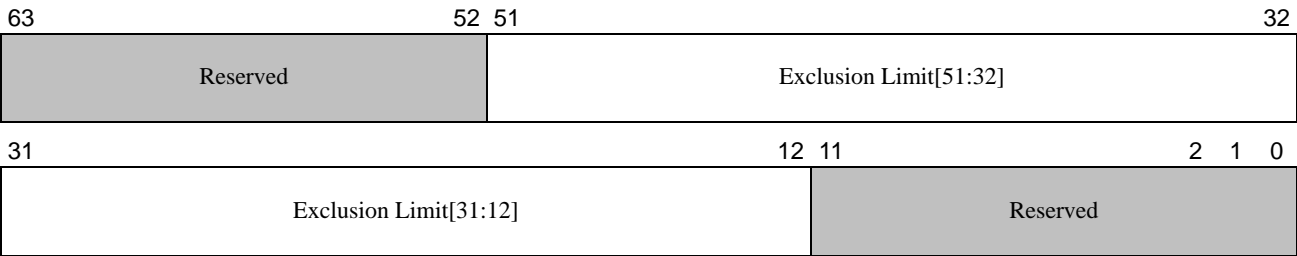 63 52 51 32
Reserved Exclusion Limit[51:32]
31 12 11 2 1 0
Exclusion Limit[31:12] Reserved